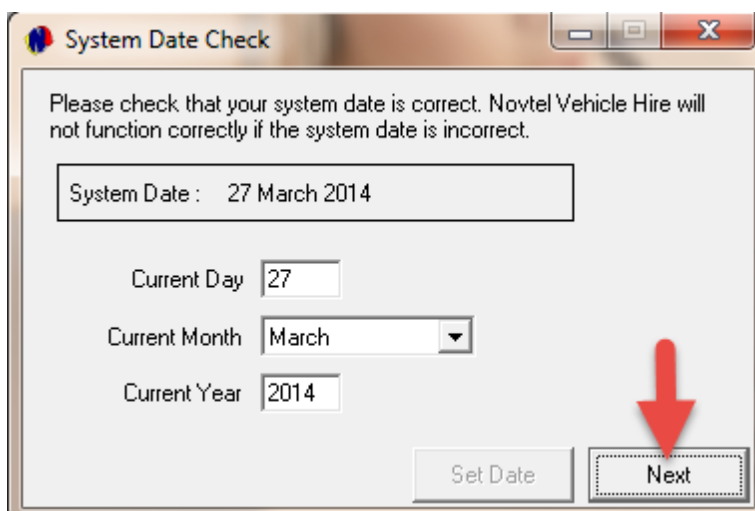 System Date Check
Please check that your system date is correct. Novtel Vehicle Hire will
not function correctly if the system date is incorrect.
System Date : 27 March 2014
Current Day 27
Current Month March
Current Year 2014
Set Date Next